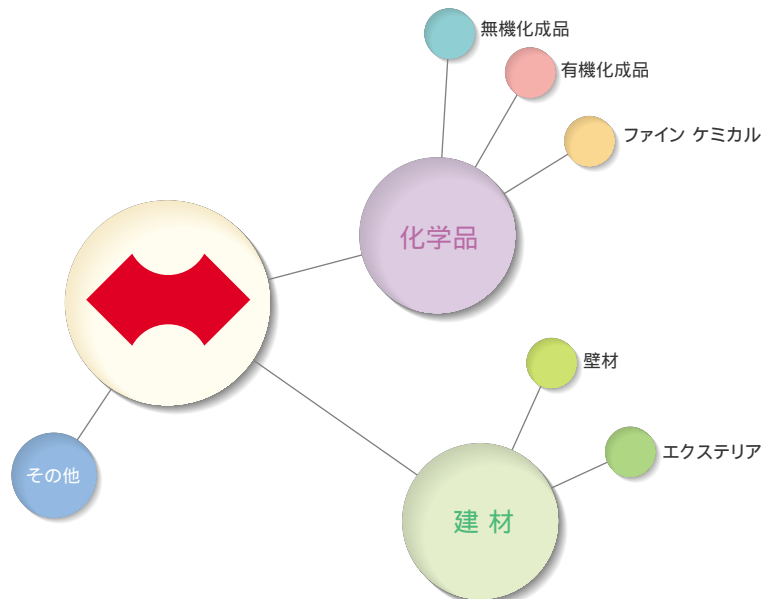 無機化成品
有機化成品
ファイン ケミカル
化学品
壁材
エクステリア
その他
建 材